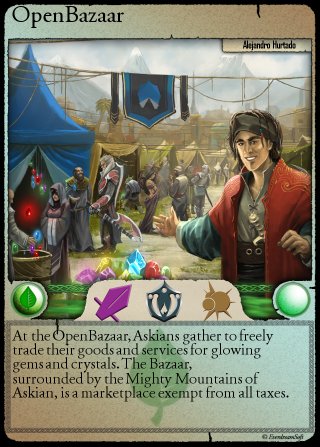 OpenBazaar
Alejandro Hurtado
At the OpenBazaar, Askians gather to freely
trade their goods and services for glowing
gems and crystals. The Bazaar,
surrounded by the Mighty Mountains of
Askian, is a marketplace exempt from all taxes.
© EverdreamSoft